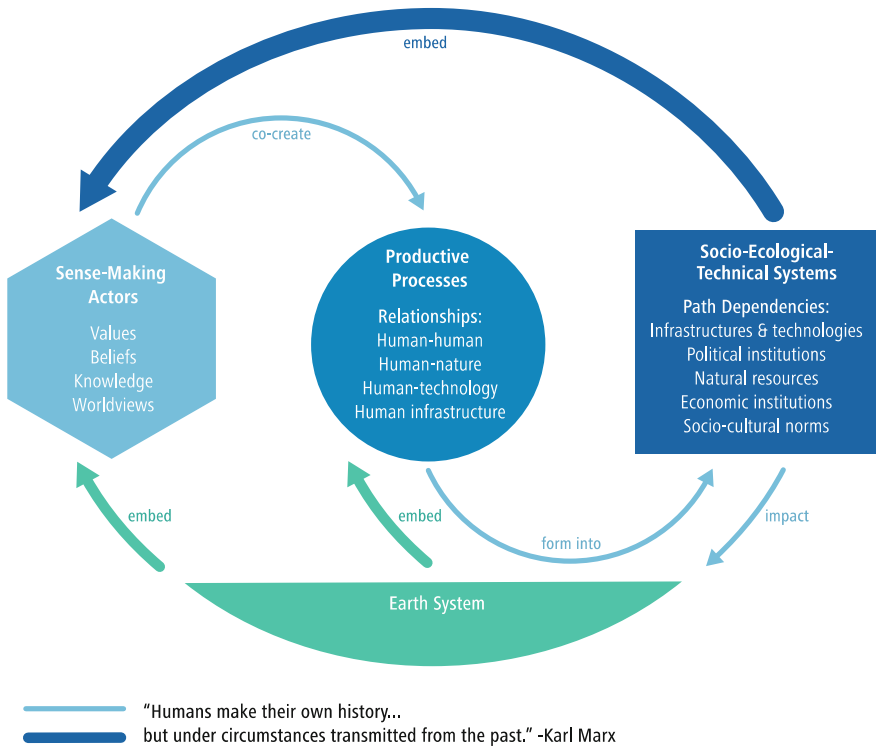 embed
co-create
Sense-Making
Actors
Values
Beliefs
Knowledge
Worldviews
Productive
Processes
Relationships:
Human-human
Human-nature
Human-technology
Human infrastructure
Socio-Ecological-
Technical Systems
Path Dependencies:
Infrastructures & technologies
Political institutions
Natural resources
Economic institutions
Socio-cultural norms
embed
embed
form into
impact
Earth System
“Humans make their own history...
but under circumstances transmitted from the past.” -Karl Marx